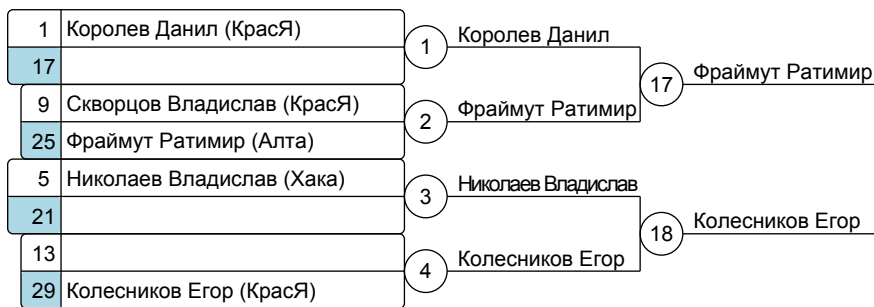 1 Королев Данил (КрасЯ)
17
1 Королев Данил
9 Скворцов Владислав (КрасЯ)
25 Фраймут Ратимир (Алта)
2 Фраймут Ратимир
17 Фраймут Ратимир
5 Николаев Владислав (Хака)
21
3 Николаев Владислав
13
29 Колесников Егор (КрасЯ)
4 Колесников Егор
18 Колесников Егор